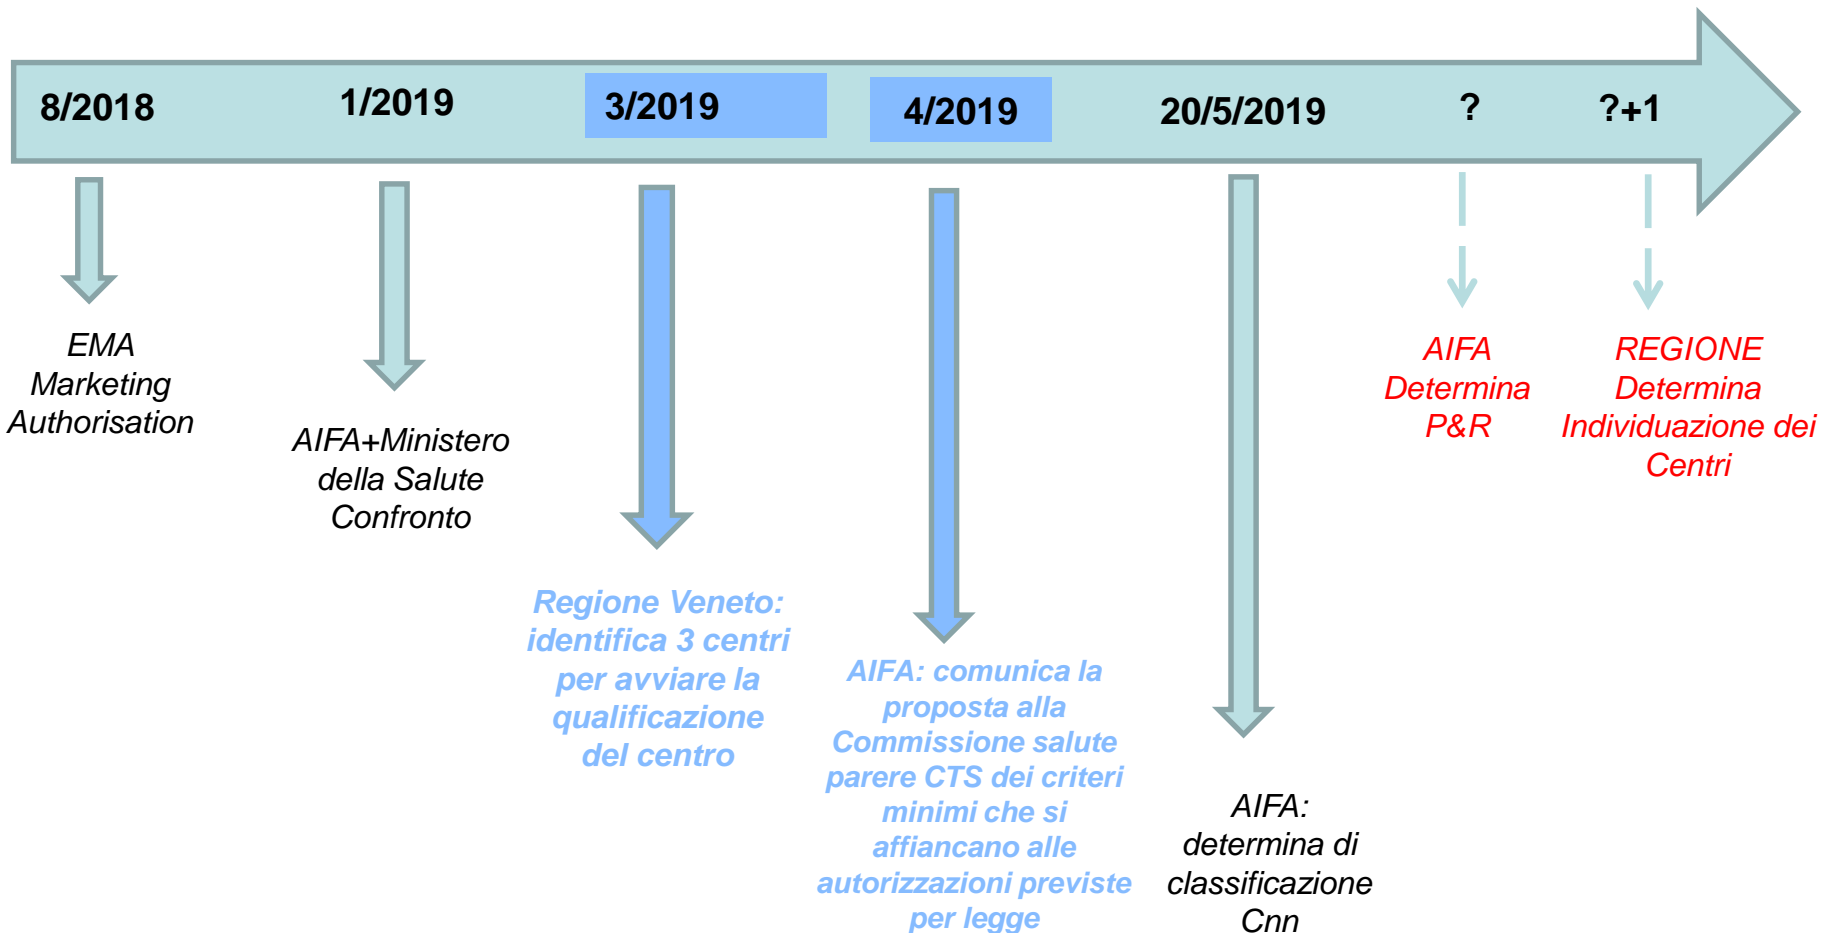 8/2018
1/2019
3/2019
4/2019
20/5/2019
?
?+1
EMA
Marketing
Authorisation
AIFA+Ministero
della Salute
Confronto
Regione Veneto:
identifica 3 centri
per avviare la
qualificazione
del centro
AIFA: comunica la
proposta alla
Commissione salute
parere CTS dei criteri
minimi che si
affiancano alle
autorizzazioni previste
per legge
AIFA:
determina di
classificazione
Cnn
AIFA
Determina
P&R
REGIONE
Determina
Individuazione dei
Centri